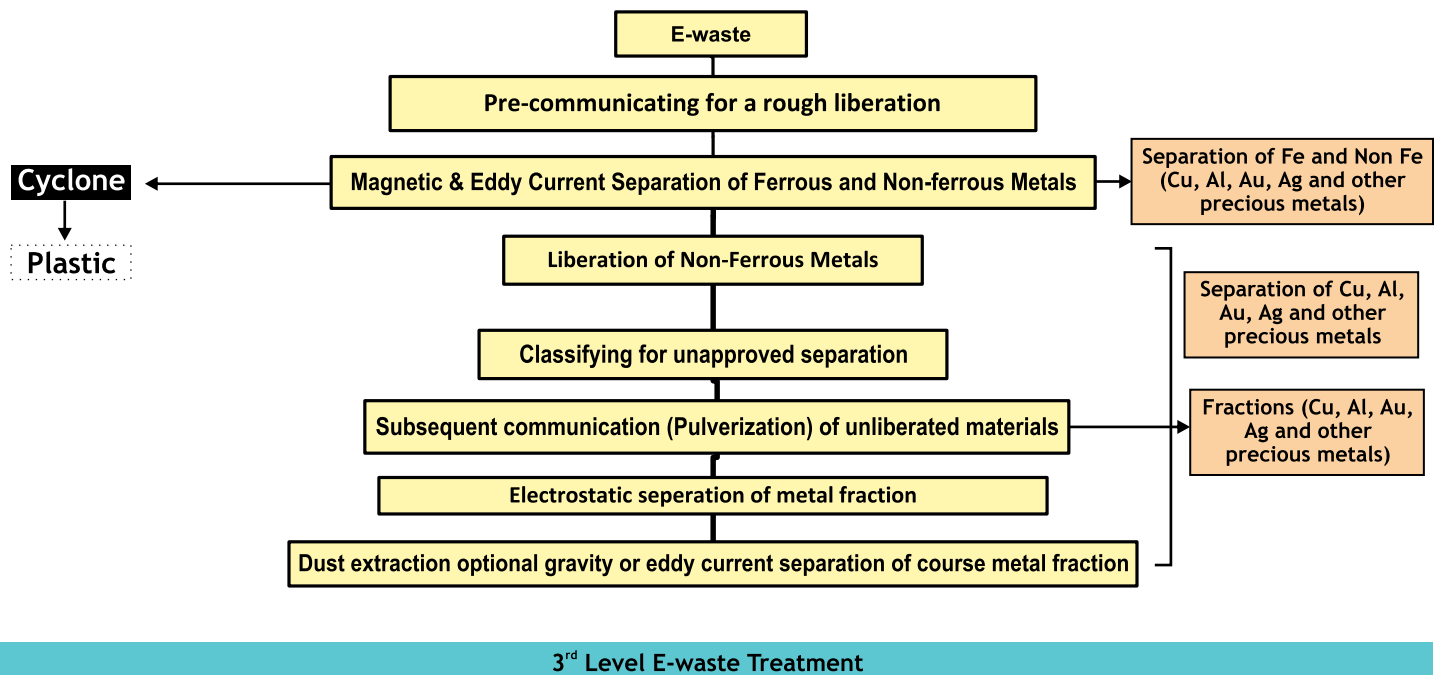 E-waste
Pre-communicating for a rough liberation
Magnetic & Eddy Current Separation of Ferrous and Non-ferrous Metals
Separation of Fe and Non Fe
(Cu, Al, Au, Ag and other
precious metals)
Cyclone
Plastic
Liberation of Non-Ferrous Metals
Separation of Cu, Al,
Au, Ag and other
precious metals
Classifying for unapproved separation
Subsequent communication (Pulverization) of unliberated materials
Fractions (Cu, Al, Au,
Ag and other
precious metals)
Electrostatic seperation of metal fraction
Dust extraction optional gravity or eddy current separation of course metal fraction
3rd Level E-waste Treatment